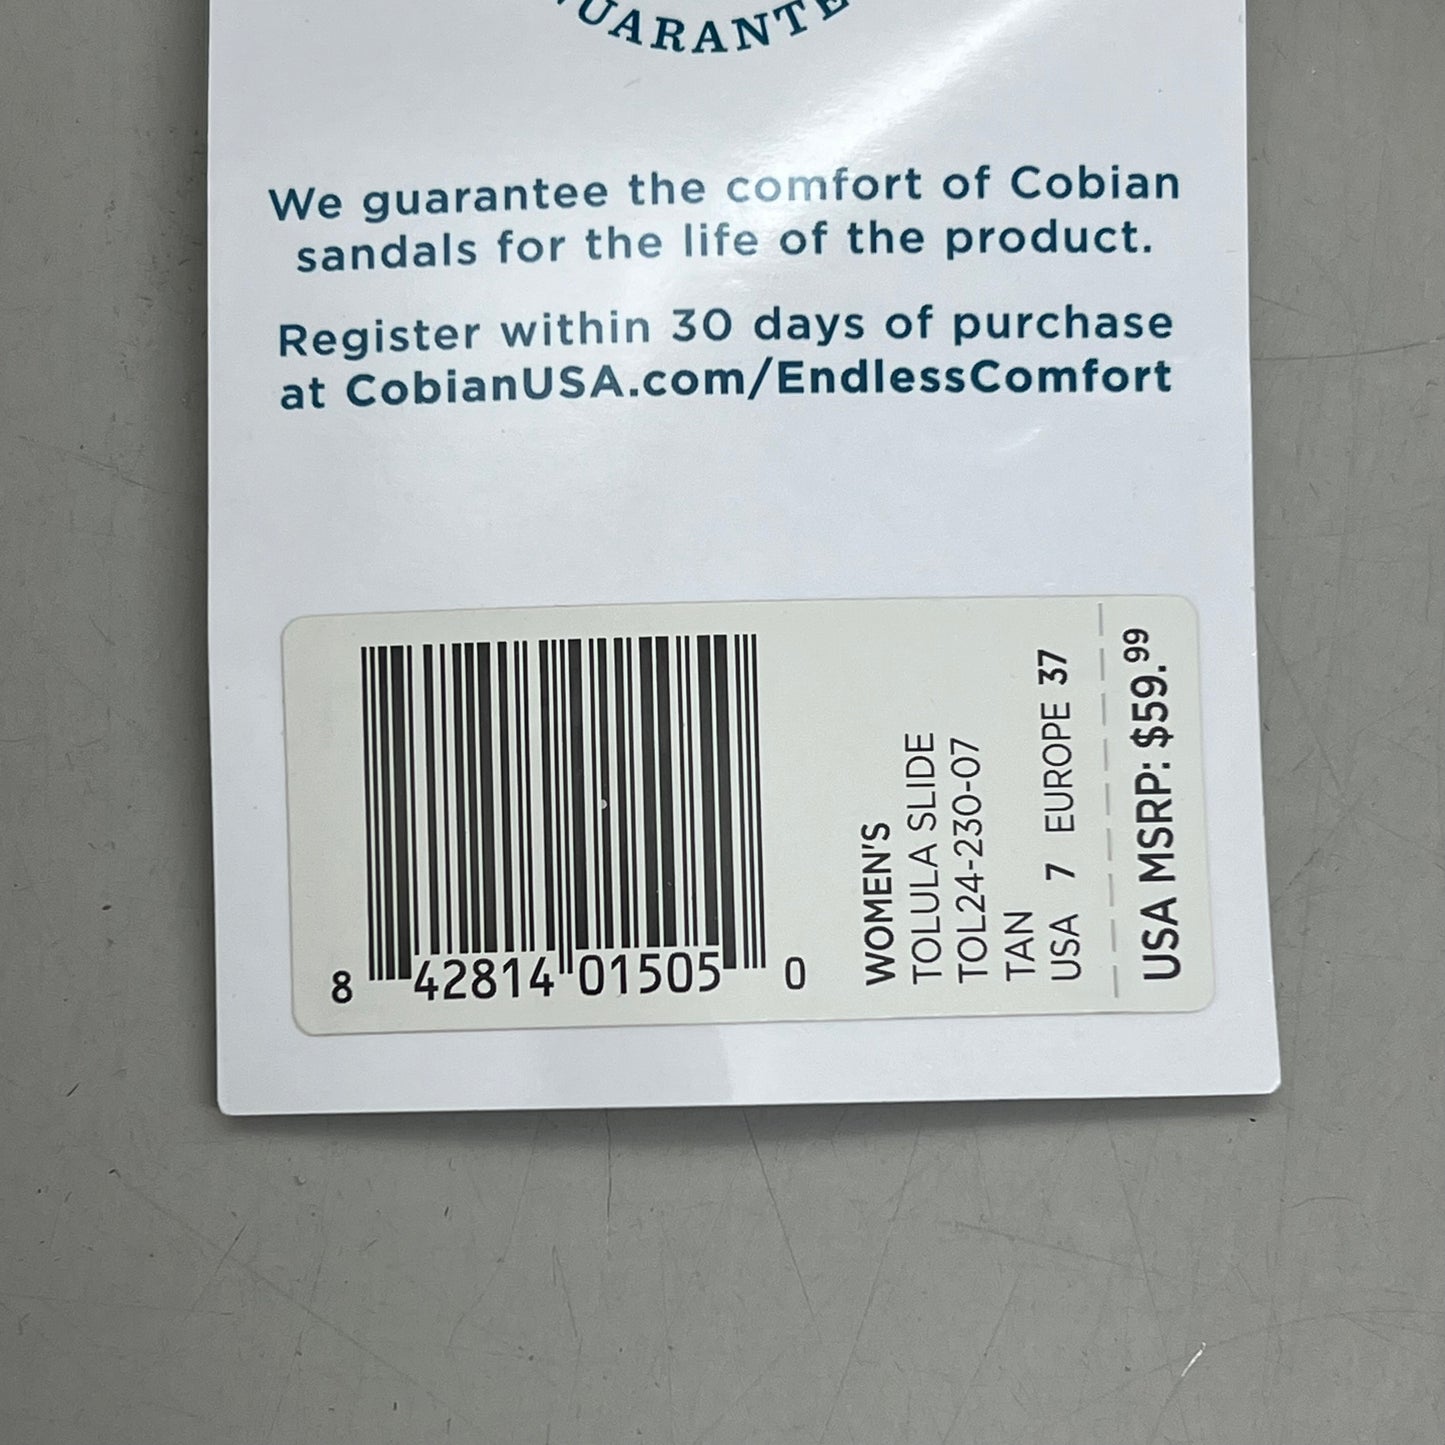 We guarantee the comfort of Cobian
sandals for the life of the product.
Register within 30 days of purchase
at CobianUSA.com/EndlessComfort
8 42814 01505 0
WOMEN'S
TOLULA SLIDE
TOL24-230-07
TAN
USA 7 EUROPE 37
USA MSRP: $59.99